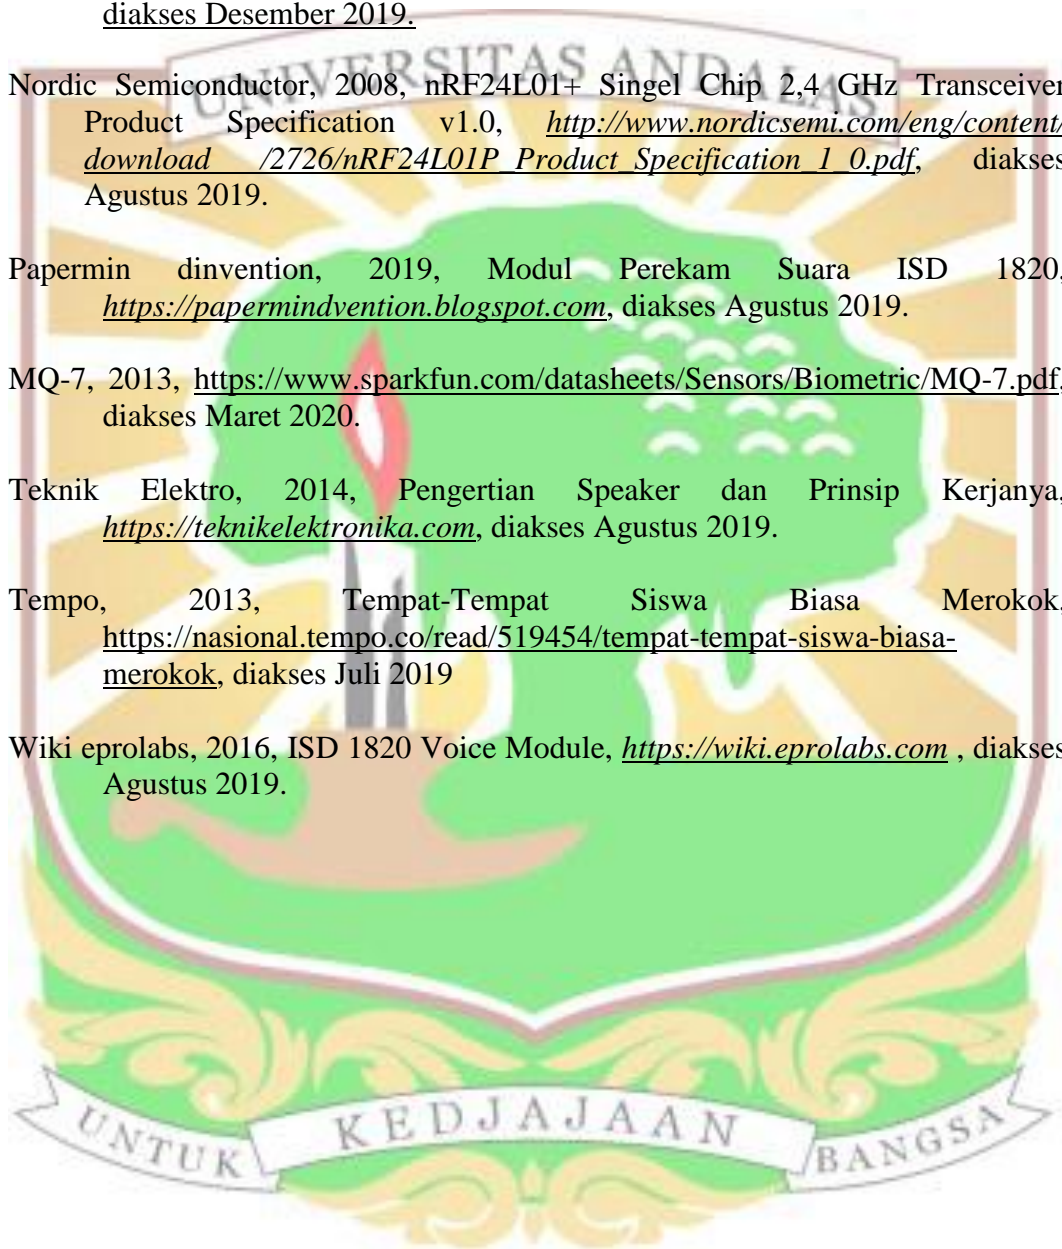 diakses Desember 2019.
UNIVERSITAS ANDALAS
Nordic Semiconductor, 2008, nRF24L01+ Singel Chip 2,4 GHz Transceiver
Product Specification v1.0, http://www.nordicsemi.com/eng/content/
download /2726/nRF24L01P_Product_Specification_1_0.pdf, diakses
Agustus 2019.
Papermin dinvention, 2019, Modul Perekam Suara ISD 1820,
https://papermindvention.blogspot.com, diakses Agustus 2019.
MQ-7, 2013, https://www.sparkfun.com/datasheets/Sensors/Biometric/MQ-7.pdf,
diakses Maret 2020.
Teknik Elektro, 2014, Pengertian Speaker dan Prinsip Kerjanya,
https://teknikelektronika.com, diakses Agustus 2019.
Tempo, 2013, Tempat-Tempat Siswa Biasa Merokok,
https://nasional.tempo.co/read/519454/tempat-tempat-siswa-biasa-
merokok, diakses Juli 2019
Wiki eprolabs, 2016, ISD 1820 Voice Module, https://wiki.eprolabs.com , diakses
Agustus 2019.
UNTUK KEDJAJAAN BANGSA